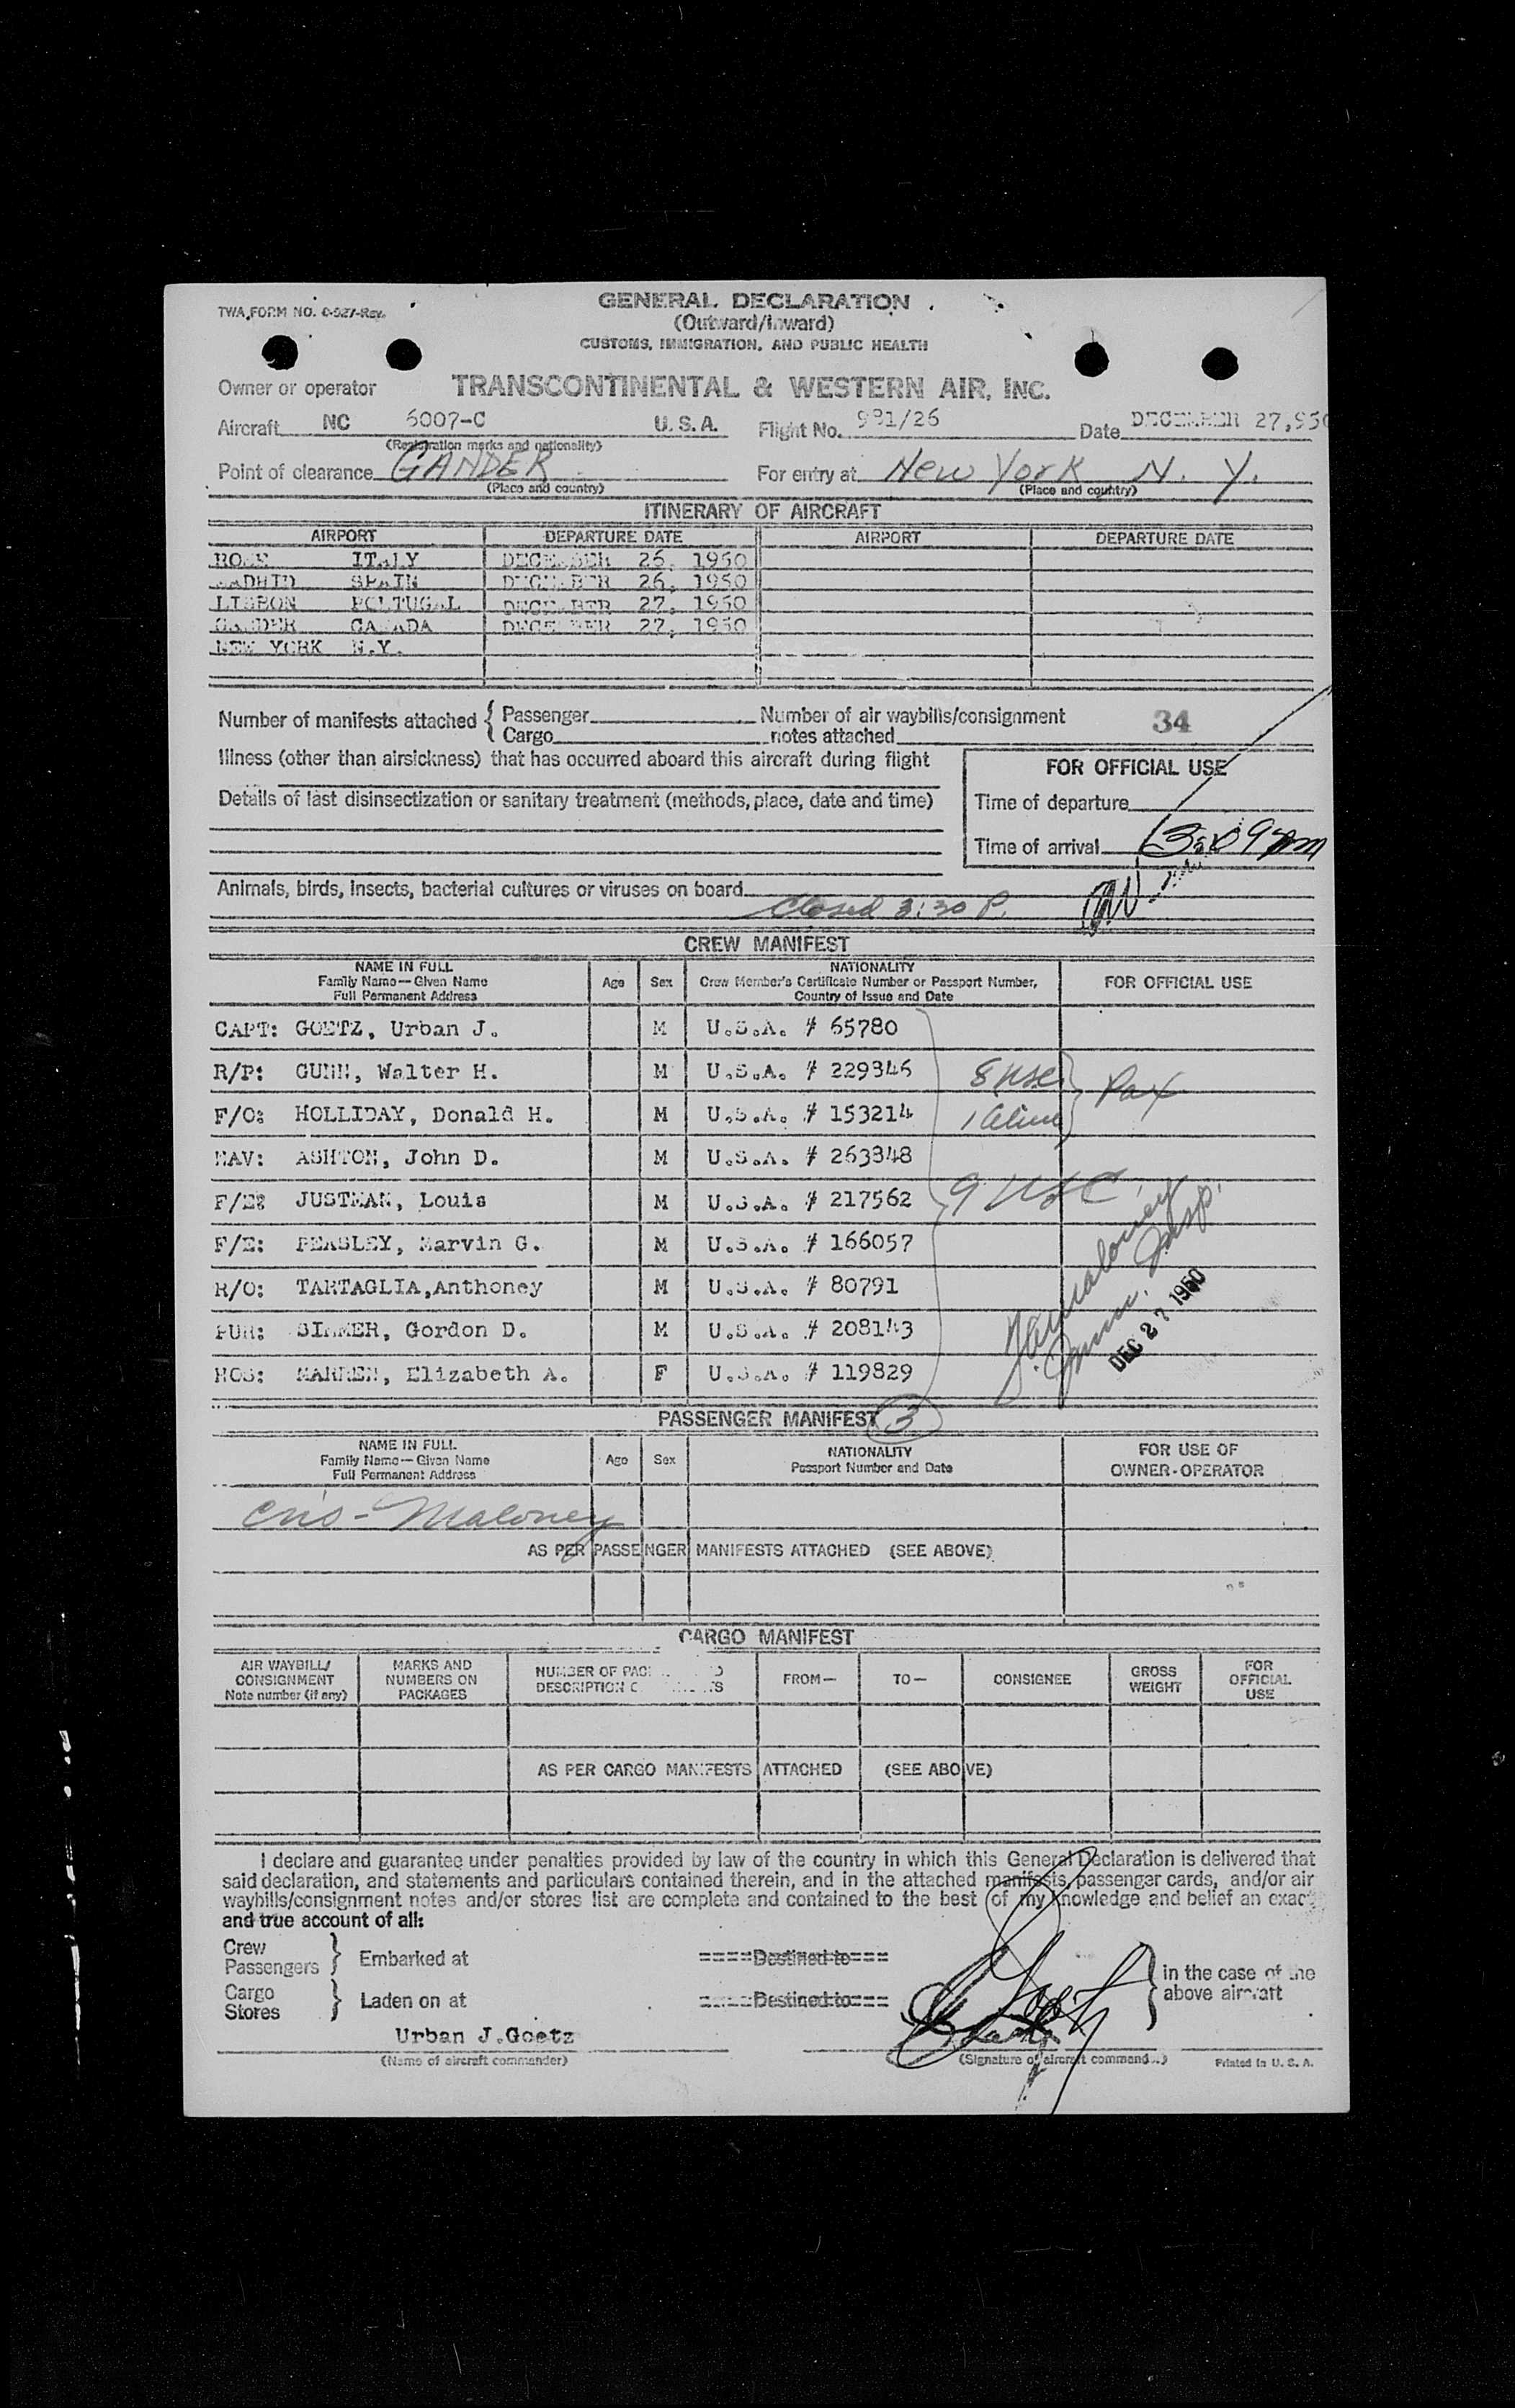 TWA FORM NO. C-927-Rev.
GENERAL DECLARATION
(Outward/Inward)
CUSTOMS, IMMIGRATION, AND PUBLIC HEALTH
Owner or operator TRANSCONTINENTAL & WESTERN AIR, INC.
Aircraft NC 6007-C U. S. A. Flight No. 931/26 Date DECEMBER 27,950
(Registration marks and nationality)
Point of clearance GANDER For entry at New York N. Y.
(Place and country) (Place and country)
ITINERARY OF AIRCRAFT
AIRPORT DEPARTURE DATE AIRPORT DEPARTURE DATE
ROME ITALY DECEMBER 26, 1950
MADRID SPAIN DECEMBER 26, 1950
LISBON PORTUGAL DECEMBER 27, 1950
GANDER CANADA DECEMBER 27, 1950
NEW YORK N.Y.
Number of manifests attached { Passenger Number of air waybills/consignment 34
Cargo notes attached
Illness (other than airsickness) that has occurred aboard this aircraft during flight
FOR OFFICIAL USE
Details of last disinsectization or sanitary treatment (methods, place, date and time)
Time of departure
Time of arrival 3:09 pm
Animals, birds, insects, bacterial cultures or viruses on board
Closed 3:30 P.
CREW MANIFEST
NAME IN FULL Family Name—Given Name Full Permanent Address Age Sex NATIONALITY Crew Member's Certificate Number or Passport Number, Country of Issue and Date FOR OFFICIAL USE
CAPT: GOETZ, Urban J. M U.S.A. # 65780
R/P: GUNN, Walter H. M U.S.A. # 229346 8 USC } Pax
F/O: HOLLIDAY, Donald H. M U.S.A. # 153214 1 alien
NAV: ASHTON, John D. M U.S.A. # 263348
F/E: JUSTMAN, Louis M U.S.A. # 217562 9 USC
F/E: PEASLEY, Marvin G. M U.S.A. # 166057
R/O: TARTAGLIA,Anthoney M U.S.A. # 80791
PUR: SIMMER, Gordon D. M U.S.A. # 208143
HOS: MARREN, Elizabeth A. F U.S.A. # 119829
Maloney
Imm. Insp.
DEC 27 1950
PASSENGER MANIFEST 3
NAME IN FULL Family Name—Given Name Full Permanent Address Age Sex NATIONALITY Passport Number and Date FOR USE OF OWNER-OPERATOR
Maloney
AS PER PASSENGER MANIFESTS ATTACHED (SEE ABOVE)
CARGO MANIFEST
AIR WAYBILL/ CONSIGNMENT Note number (if any) MARKS AND NUMBERS ON PACKAGES NUMBER OF DESCRIPTION FROM— TO— CONSIGNEE GROSS WEIGHT FOR OFFICIAL USE
AS PER CARGO MANIFESTS ATTACHED (SEE ABOVE)
I declare and guarantee under penalties provided by law of the country in which this General Declaration is delivered that
said declaration, and statements and particulars contained therein, and in the attached manifests, passenger cards, and/or air
waybills/consignment notes and/or stores list are complete and contained to the best of my knowledge and belief an exact
and true account of all:
Crew
Passengers } Embarked at ====Destined to=== } in the case of the
Cargo above aircraft
Stores } Laden on at ====Destined to===
Urban J.Goetz
(Name of aircraft commander) (Signature of aircraft commander) Printed in U. S. A.